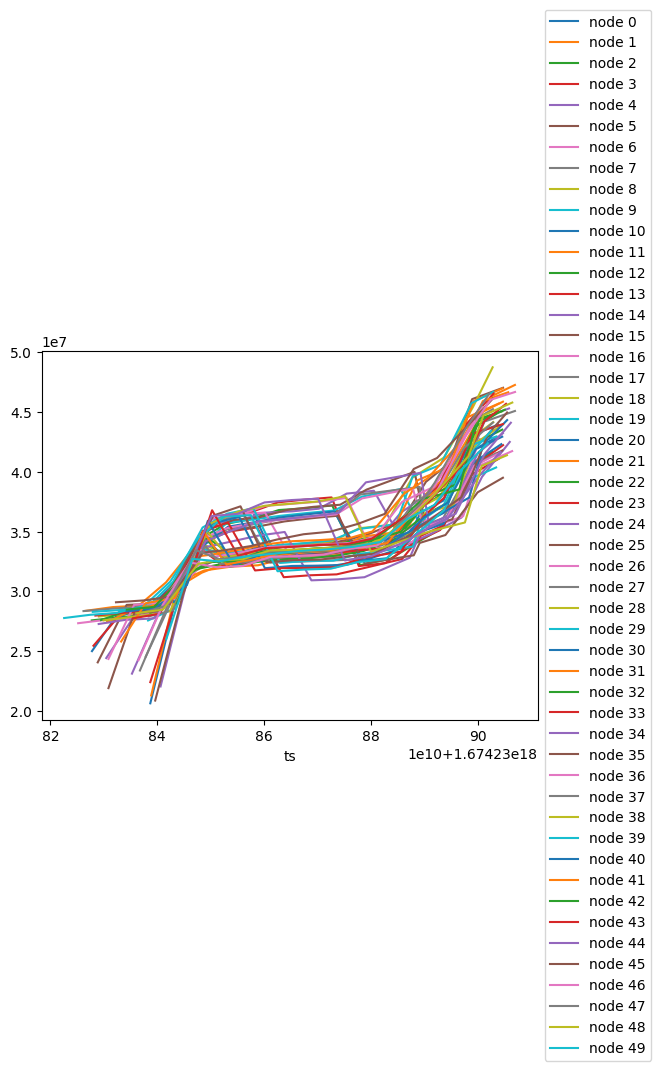 1e7
5.0
4.5
4.0
3.5
3.0
2.5
2.0
82 84 86 88 90
ts
1e10+1.67423e18
node 0
node 1
node 2
node 3
node 4
node 5
node 6
node 7
node 8
node 9
node 10
node 11
node 12
node 13
node 14
node 15
node 16
node 17
node 18
node 19
node 20
node 21
node 22
node 23
node 24
node 25
node 26
node 27
node 28
node 29
node 30
node 31
node 32
node 33
node 34
node 35
node 36
node 37
node 38
node 39
node 40
node 41
node 42
node 43
node 44
node 45
node 46
node 47
node 48
node 49